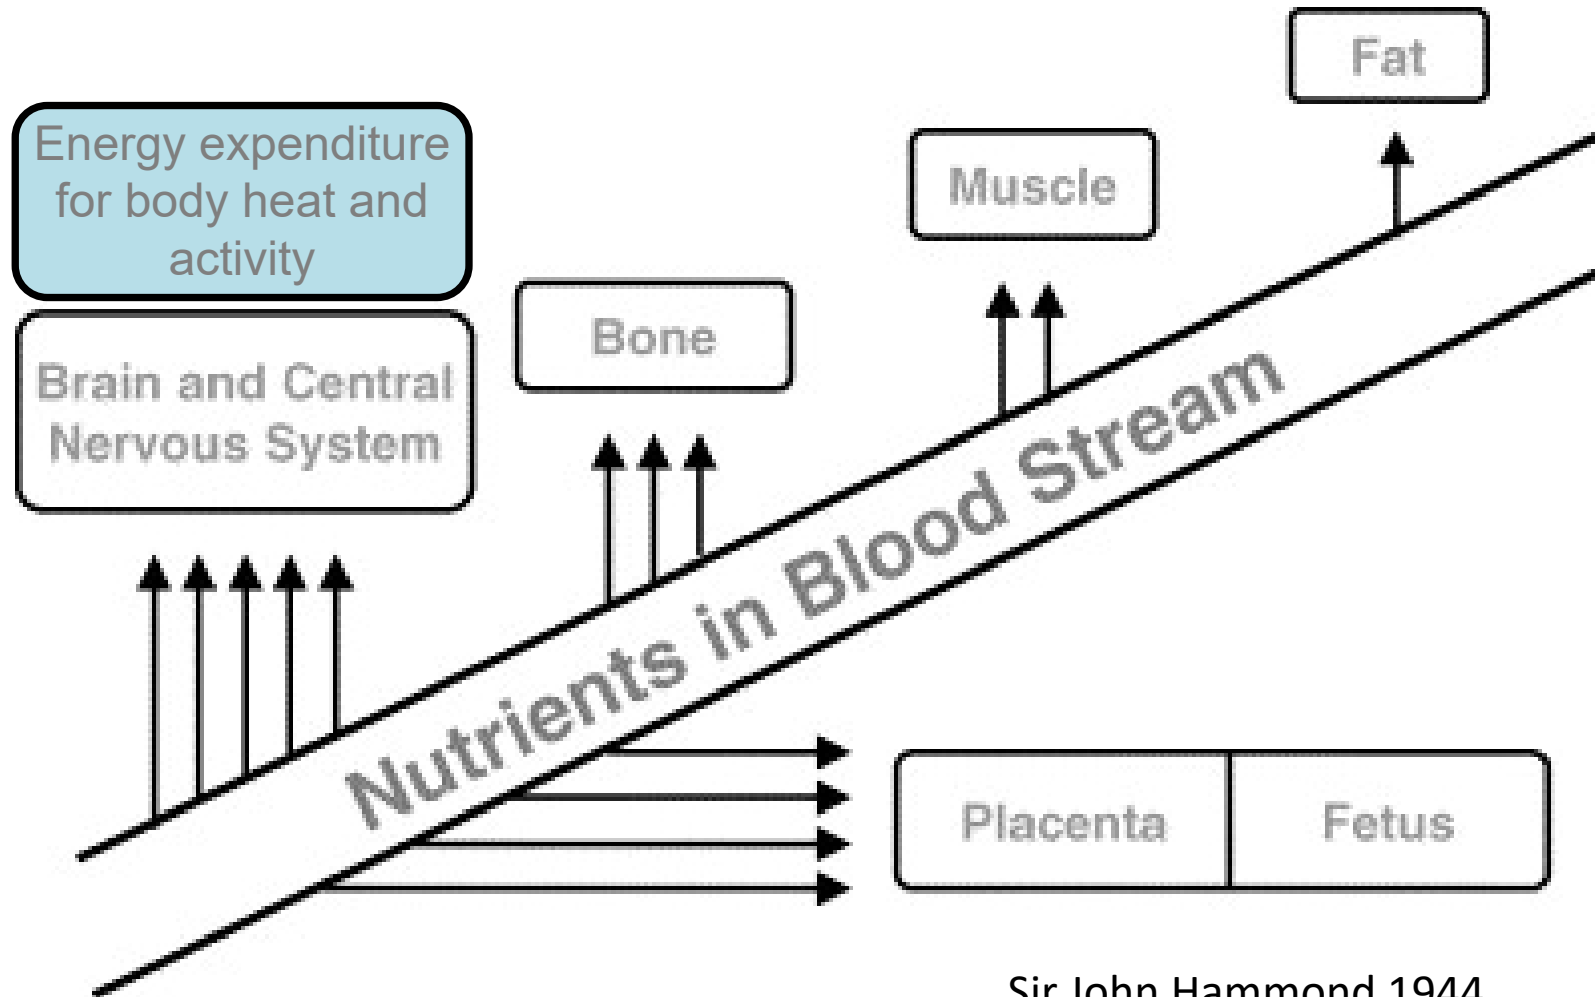 Fat
Energy expenditure
for body heat and
activity
Muscle
Bone
Brain and Central
Nervous System
Nutrients in Blood Stream
Placenta
Fetus
Sir John Hammond 1944